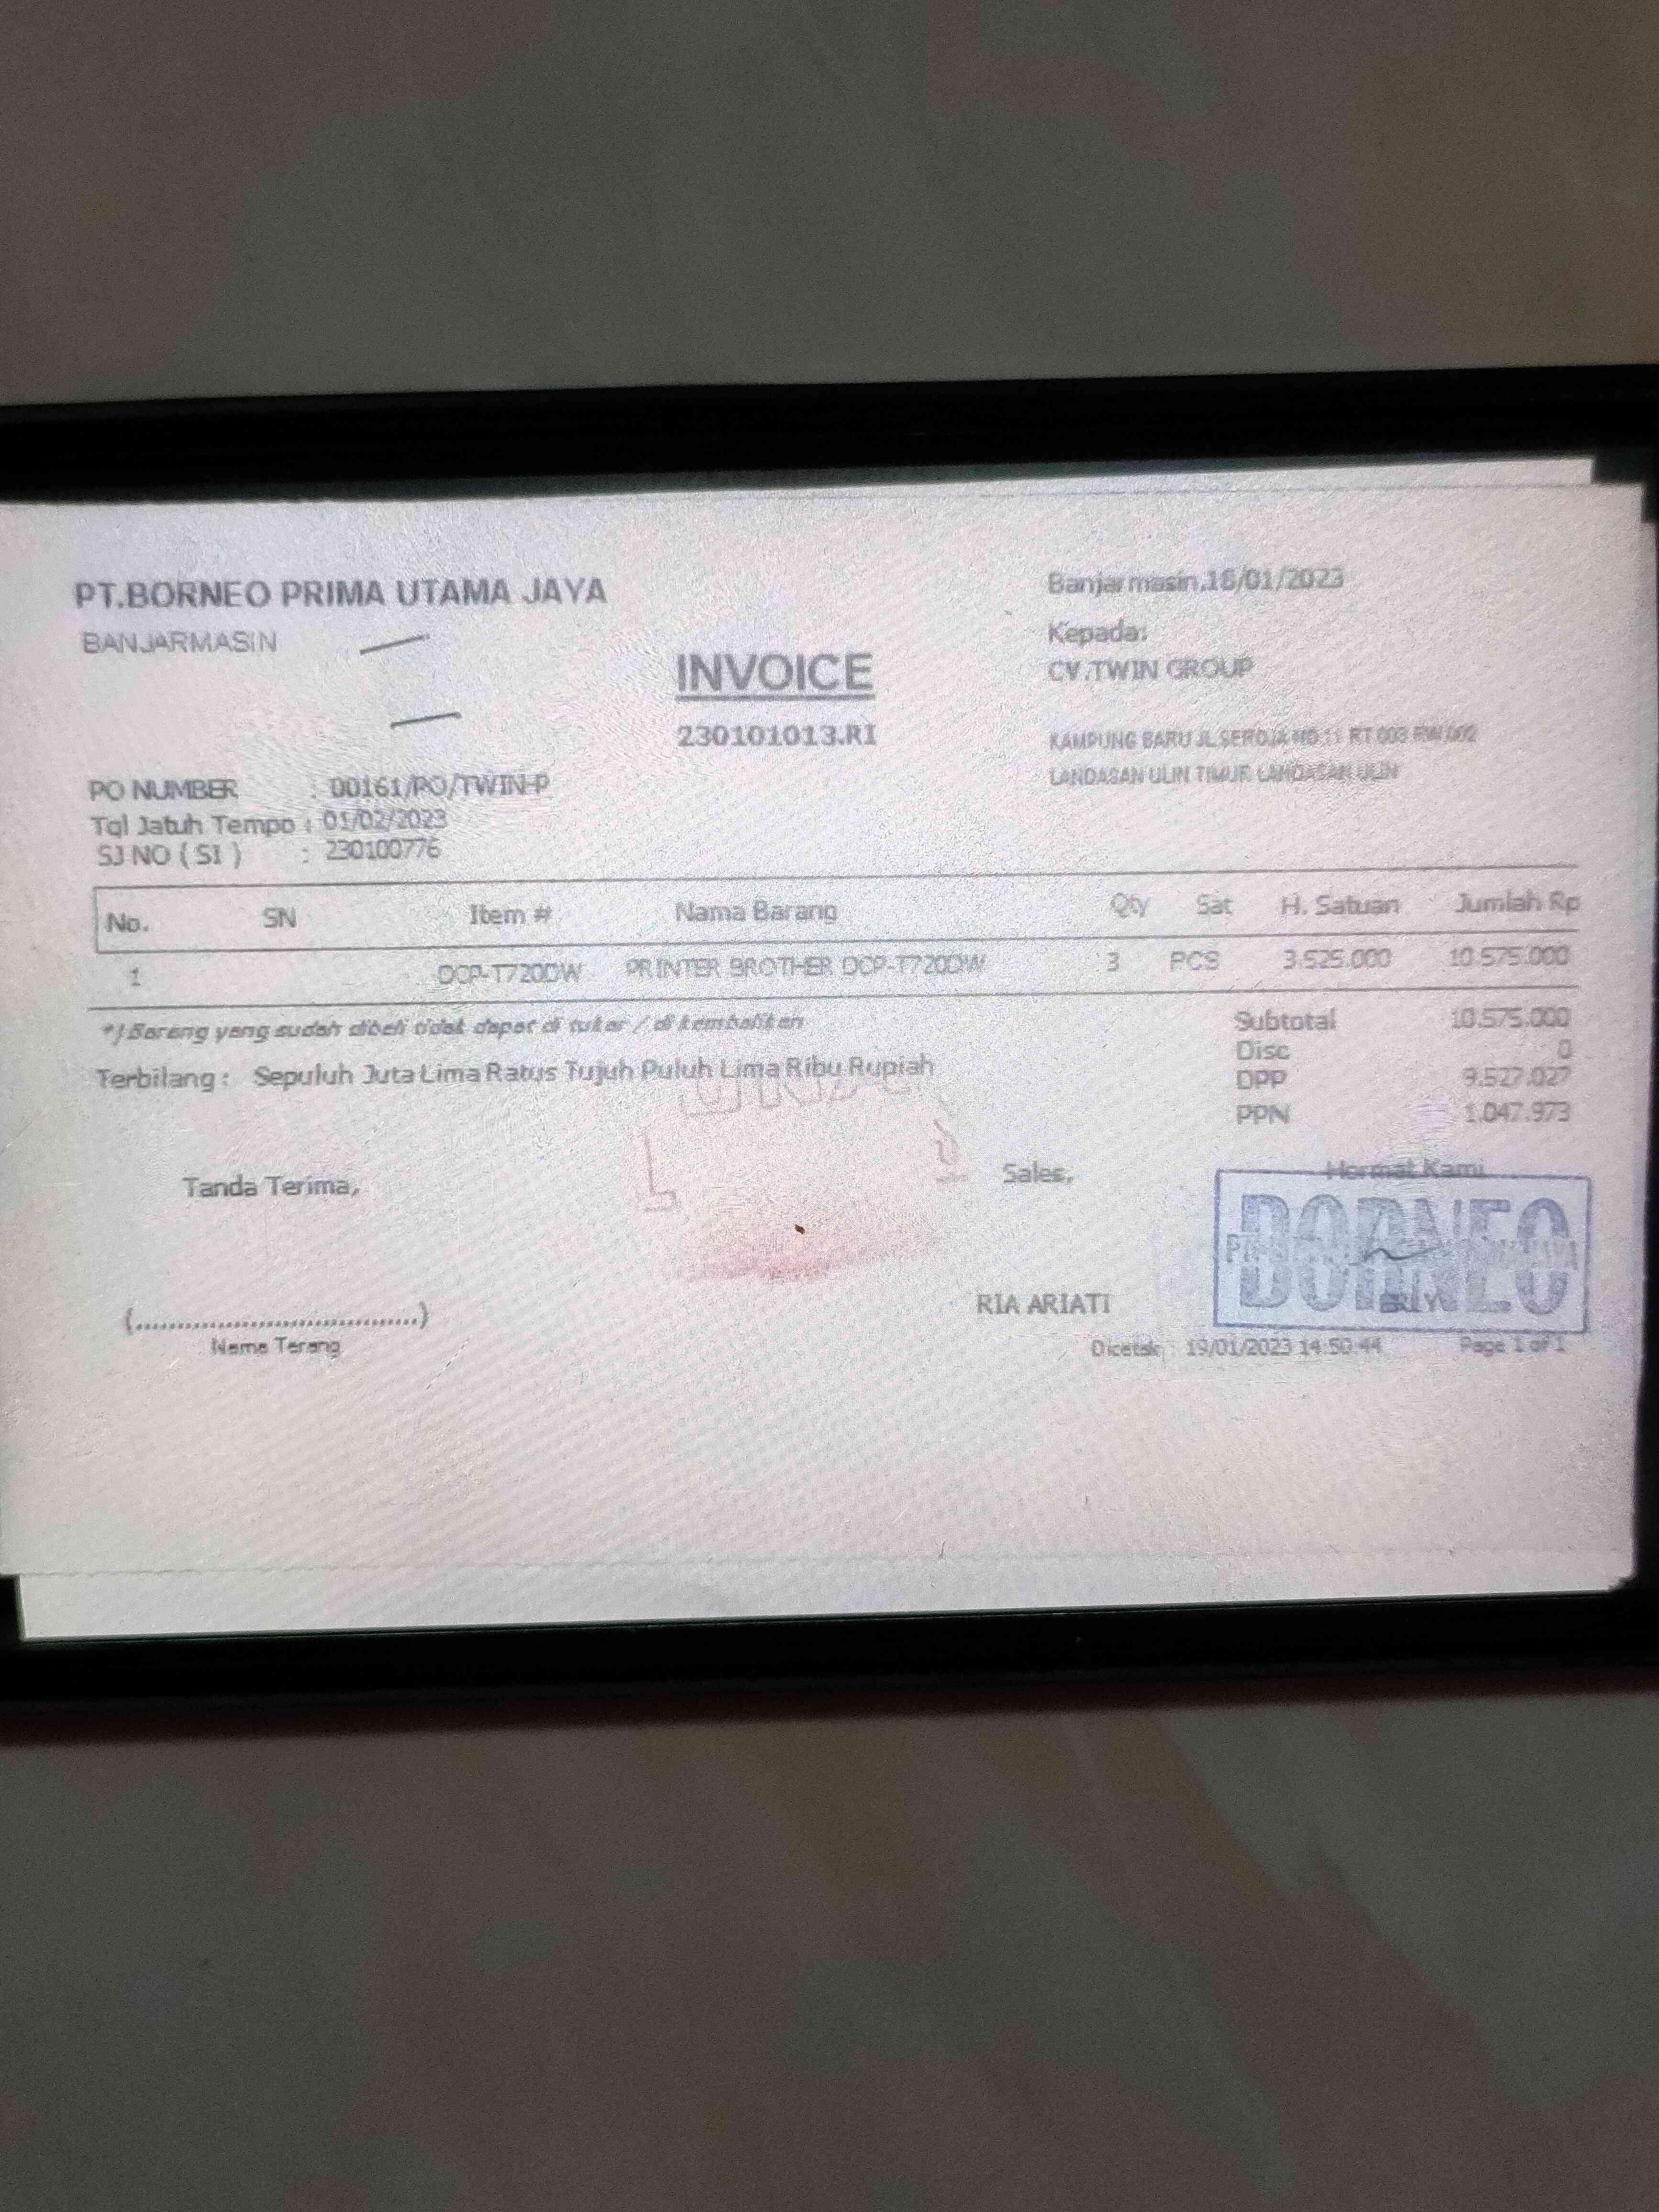 PT.BORNEO PRIMA UTAMA JAYA
BANJARMASIN
Banjarmasin,16/01/2023
Kepada:
CV.TWIN GROUP
INVOICE
230101013.RI
KAMPUNG BARU JL.SEROJA NO.11 RT.003 RW.002
LANDASAN ULIN TIMUR LANDASAN ULIN
PO NUMBER : 00161/PO/TWIN-P
Tgl Jatuh Tempo : 01/02/2023
SJ NO ( SI ) : 230100776
No. SN Item # Nama Barang Qty Sat H. Satuan Jumlah Rp
1 DCP-T720DW PRINTER BROTHER DCP-T720DW 3 PCS 3.525.000 10.575.000
*) Barang yang sudah dibeli tidak dapat di tukar / di kembalikan
Subtotal 10.575.000
Disc 0
Terbilang : Sepuluh Juta Lima Ratus Tujuh Puluh Lima Ribu Rupiah
DPP 9.527.027
PPN 1.047.973
Tanda Terima,
Sales,
Hormat Kami
BORNEO
(....................................)
Nama Terang
RIA ARIATI
Dicetak : 19/01/2023 14:50:44 Page 1 of 1